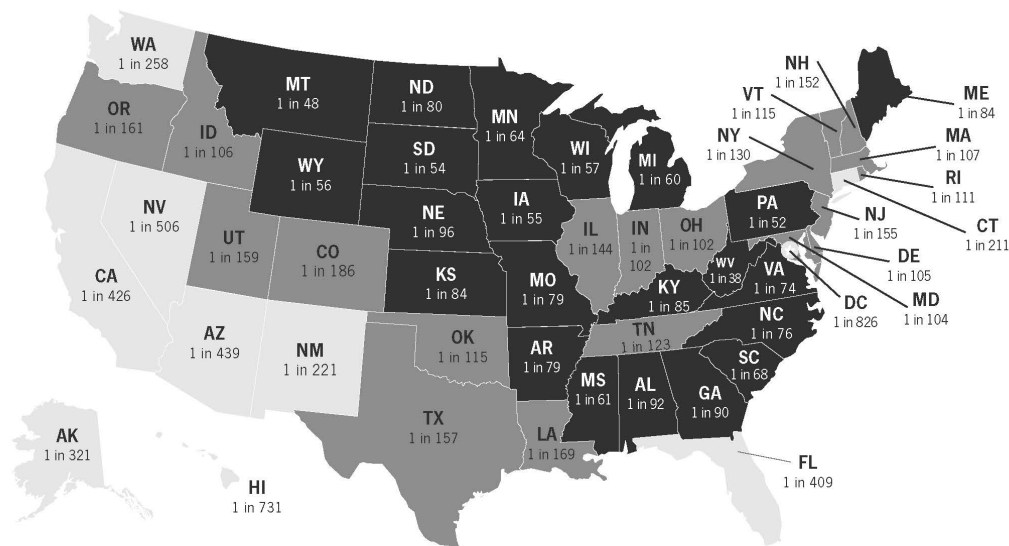 WA
1 in 258
OR
1 in 161
ID
1 in 106
MT
1 in 48
ND
1 in 80
MN
1 in 64
WY
1 in 56
SD
1 in 54
WI
1 in 57
MI
1 in 60
NH
1 in 152
VT
1 in 115
NY
1 in 130
ME
1 in 84
MA
1 in 107
RI
1 in 111
CT
1 in 211
NJ
1 in 155
DE
1 in 105
MD
1 in 104
DC
1 in 826
NV
1 in 506
CA
1 in 426
UT
1 in 159
CO
1 in 186
NE
1 in 96
IA
1 in 55
IL
1 in 144
IN
1 in
102
OH
1 in 102
PA
1 in 52
WV
1 in 38
VA
1 in 74
KS
1 in 84
MO
1 in 79
KY
1 in 85
NC
1 in 76
AZ
1 in 439
NM
1 in 221
OK
1 in 115
AR
1 in 79
TN
1 in 123
SC
1 in 68
MS
1 in 61
AL
1 in 92
GA
1 in 90
TX
1 in 157
LA
1 in 169
AK
1 in 321
HI
1 in 731
FL
1 in 409